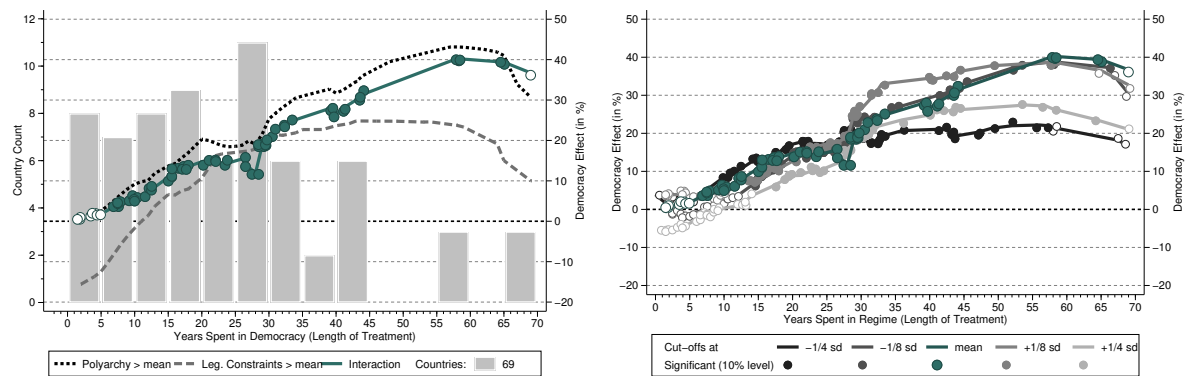 12
10
8
6
4
2
0
Country Count
50
40
30
20
10
0
−10
−20
Democracy Effect (in %)
0 5 10 15 20 25 30 35 40 45 50 55 60 65 70
Years Spent in Democracy (Length of Treatment)
Polyarchy > mean Leg. Constraints > mean Interaction Countries: 69
50
40
30
20
10
0
−10
−20
Democracy Effect (in %)
50
40
30
20
10
0
−10
−20
Democracy Effect (in %)
0 5 10 15 20 25 30 35 40 45 50 55 60 65 70
Years Spent in Regime (Length of Treatment)
Cut−offs at −1/4 sd −1/8 sd mean +1/8 sd +1/4 sd
Significant (10% level)